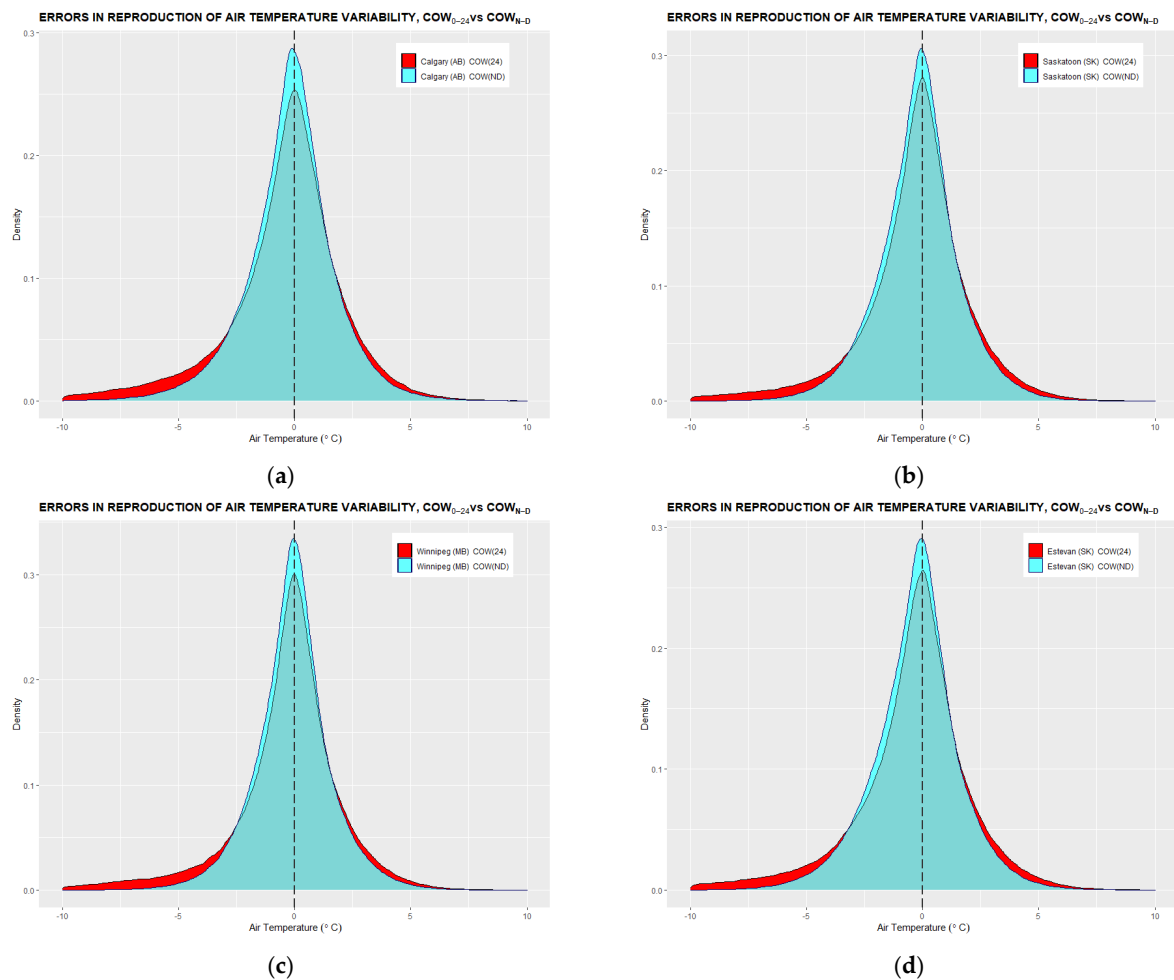 ERRORS IN REPRODUCTION OF AIR TEMPERATURE VARIABILITY, COW0–24vs COWN–D
Calgary (AB) COW(24)
Calgary (AB) COW(ND)
0.3
0.2
0.1
0.0
Density
-10 -5 0 5 10
Air Temperature (° C)
(a)
ERRORS IN REPRODUCTION OF AIR TEMPERATURE VARIABILITY, COW0–24vs COWN–D
Saskatoon (SK) COW(24)
Saskatoon (SK) COW(ND)
0.3
0.2
0.1
0.0
Density
-10 -5 0 5 10
Air Temperature (° C)
(b)
ERRORS IN REPRODUCTION OF AIR TEMPERATURE VARIABILITY, COW0–24vs COWN–D
Winnipeg (MB) COW(24)
Winnipeg (MB) COW(ND)
0.3
0.2
0.1
0.0
Density
-10 -5 0 5 10
Air Temperature (° C)
(c)
ERRORS IN REPRODUCTION OF AIR TEMPERATURE VARIABILITY, COW0–24vs COWN–D
Estevan (SK) COW(24)
Estevan (SK) COW(ND)
0.3
0.2
0.1
0.0
Density
-10 -5 0 5 10
Air Temperature (° C)
(d)